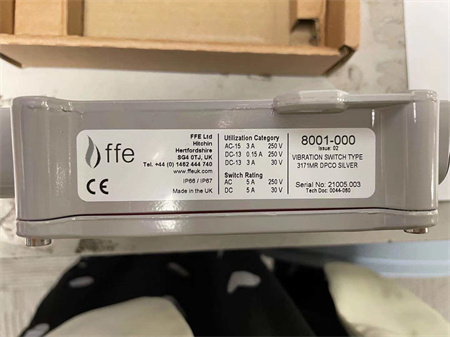 ffe
FFE Ltd
Hitchin
Hertfordshire
SG4 0TJ, UK
Tel. +44 (0) 1462 444 740
www.ffeuk.com
IP66 / IP67
Made in the UK
CE
Utilization Category
AC-15 3 A 250 V
DC-13 0.15 A 250 V
DC-13 3 A 30 V
Switch Rating
AC 5 A 250 V
DC 5 A 30 V
8001-000
Issue: 02
VIBRATION SWITCH TYPE
3171MR DPCO SILVER
Serial No: 21005.003
Tech Doc: 0044-060